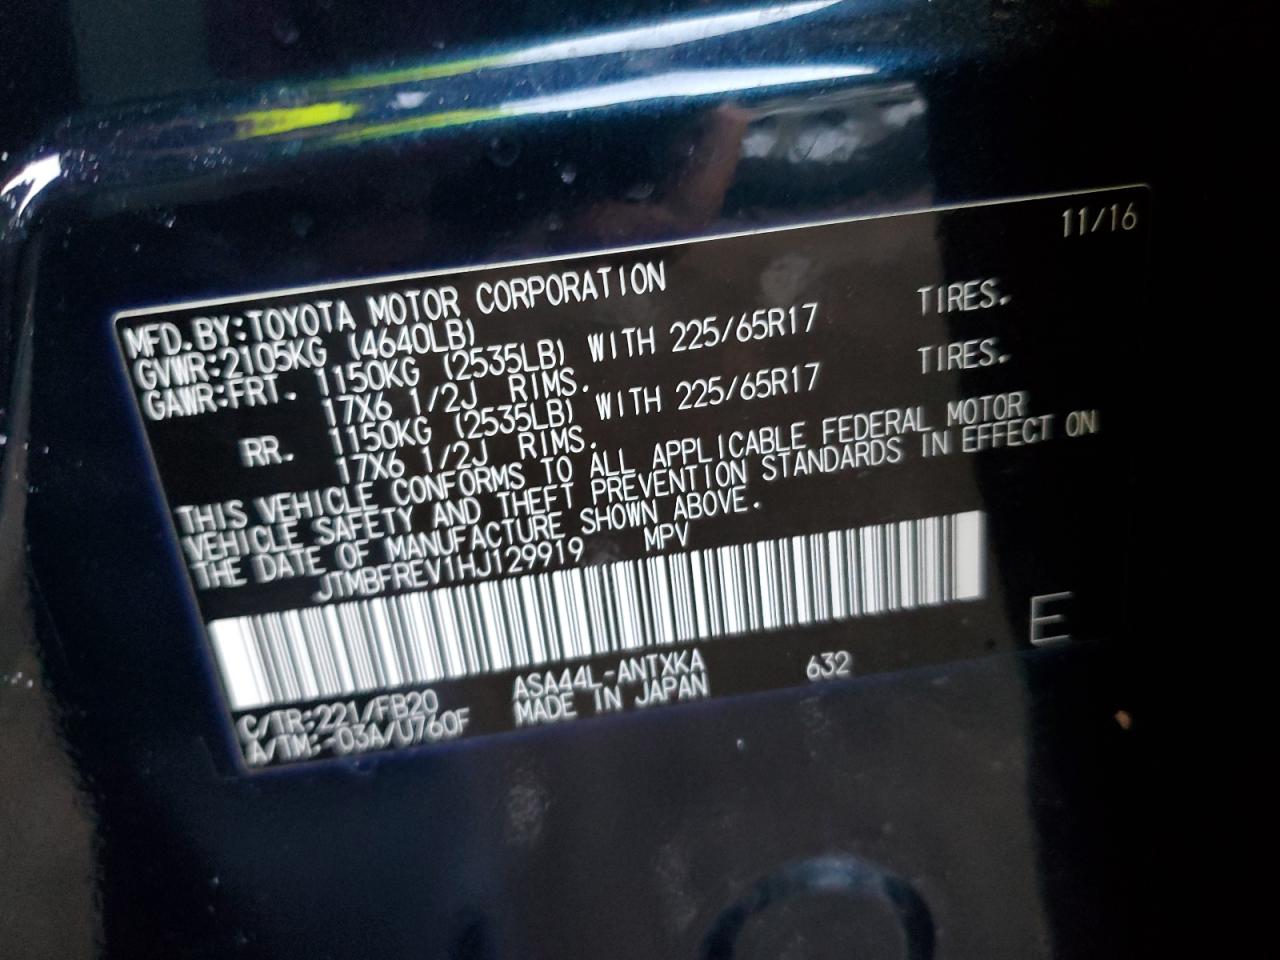 11/16
MFD.BY:TOYOTA MOTOR CORPORATION
GVWR:2105KG (4640LB)
GAWR:FRT. 1150KG (2535LB) WITH 225/65R17 TIRES.
17X6 1/2J RIMS.
RR. 1150KG (2535LB) WITH 225/65R17 TIRES.
17X6 1/2J RIMS.
THIS VEHICLE CONFORMS TO ALL APPLICABLE FEDERAL MOTOR
VEHICLE SAFETY AND THEFT PREVENTION STANDARDS IN EFFECT ON
THE DATE OF MANUFACTURE SHOWN ABOVE.
JTMBFREV1HJ129919 MPV
E
C/TR:221/FB20 ASA44L-ANTXKA 632
A/TM:-03A/U760F MADE IN JAPAN